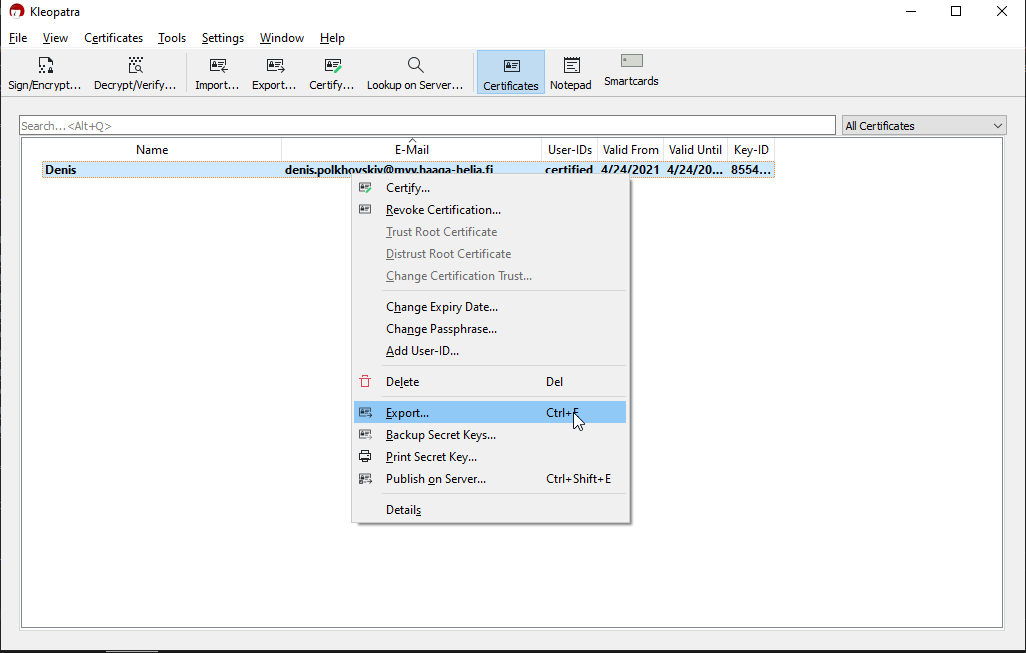 Kleopatra
File View Certificates Tools Settings Window Help
Sign/Encrypt... Decrypt/Verify... Import... Export... Certify... Lookup on Server... Certificates Notepad Smartcards
Search...<Alt+Q> All Certificates
Name E-Mail User-IDs Valid From Valid Until Key-ID
Denis denis.polkhovskiy@myy.haaga-helia.fi certified 4/24/2021 4/24/20... 8554...
Certify...
Revoke Certification...
Trust Root Certificate
Distrust Root Certificate
Change Certification Trust...
Change Expiry Date...
Change Passphrase...
Add User-ID...
Delete Del
Export... Ctrl+E
Backup Secret Keys...
Print Secret Key...
Publish on Server... Ctrl+Shift+E
Details